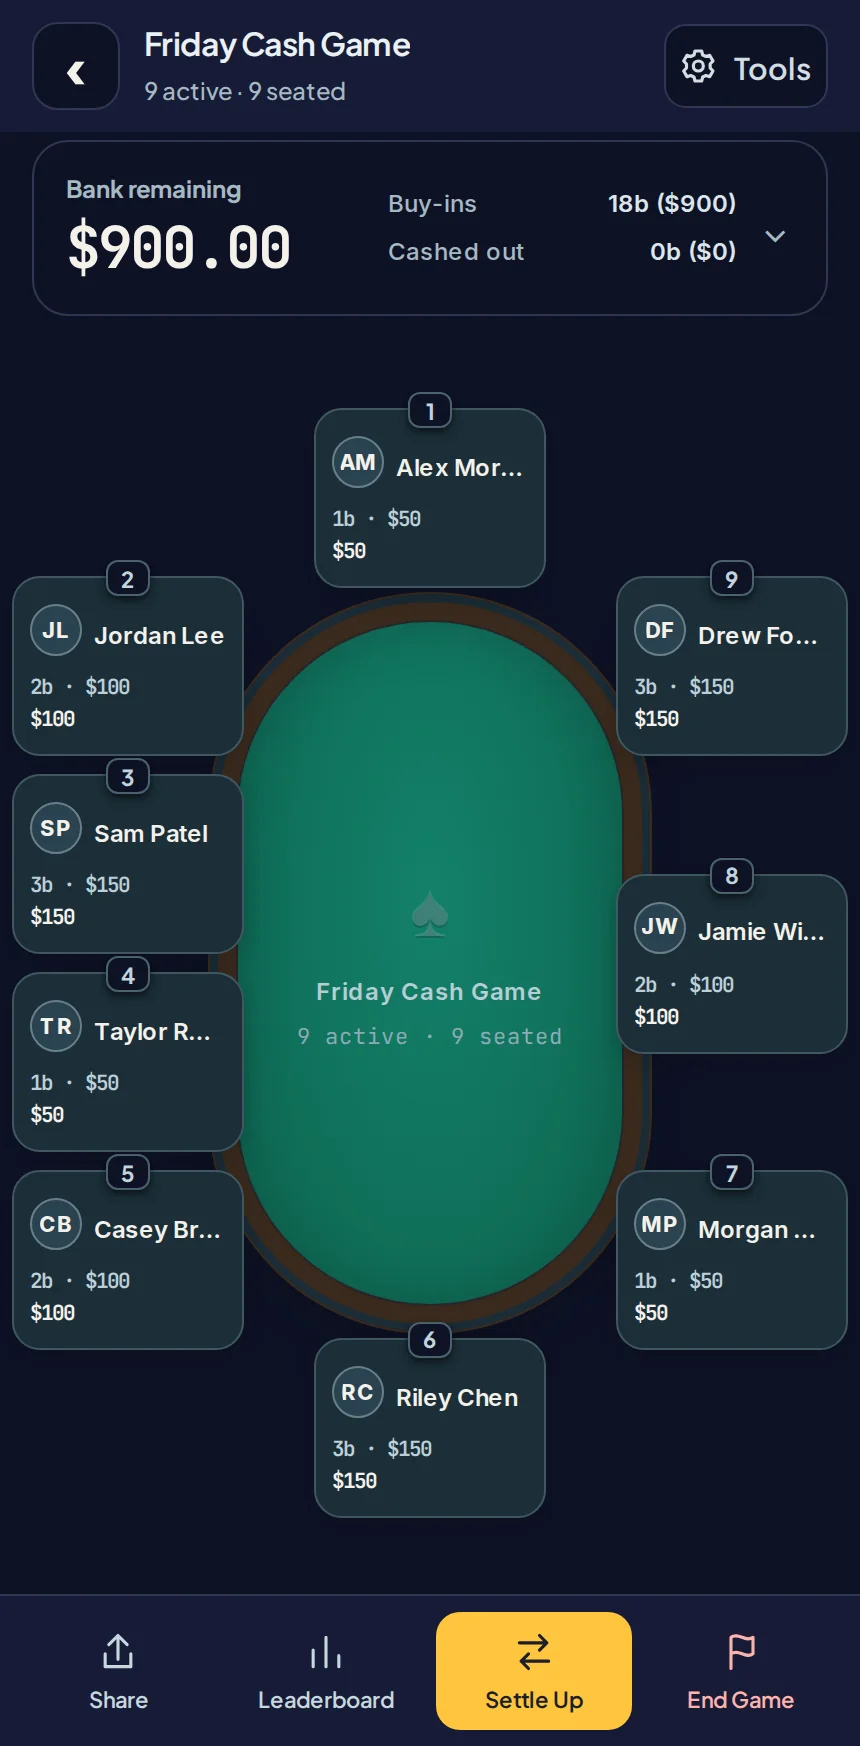 Friday Cash Game
9 active · 9 seated
Tools
Bank remaining
$900.00
Buy-ins 18b ($900)
Cashed out 0b ($0)
1
AM Alex Mor...
1b · $50
$50
2
JL Jordan Lee
2b · $100
$100
9
DF Drew Fo...
3b · $150
$150
3
SP Sam Patel
3b · $150
$150
8
JW Jamie Wi...
2b · $100
$100
4
TR Taylor R...
1b · $50
$50
Friday Cash Game
9 active · 9 seated
5
CB Casey Br...
2b · $100
$100
7
MP Morgan ...
1b · $50
$50
6
RC Riley Chen
3b · $150
$150
Share
Leaderboard
Settle Up
End Game